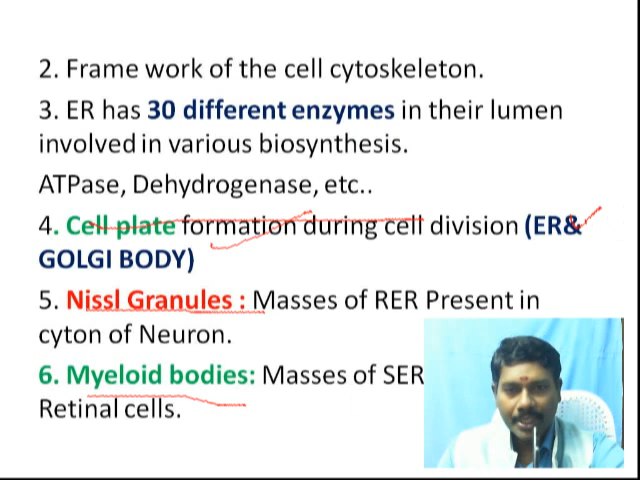 2. Frame work of the cell cytoskeleton.
3. ER has 30 different enzymes in their lumen
involved in various biosynthesis.
ATPase, Dehydrogenase, etc..
4. Cell plate formation during cell division (ER&
GOLGI BODY)
5. Nissl Granules : Masses of RER Present in
cyton of Neuron.
6. Myeloid bodies: Masses of SER
Retinal cells.